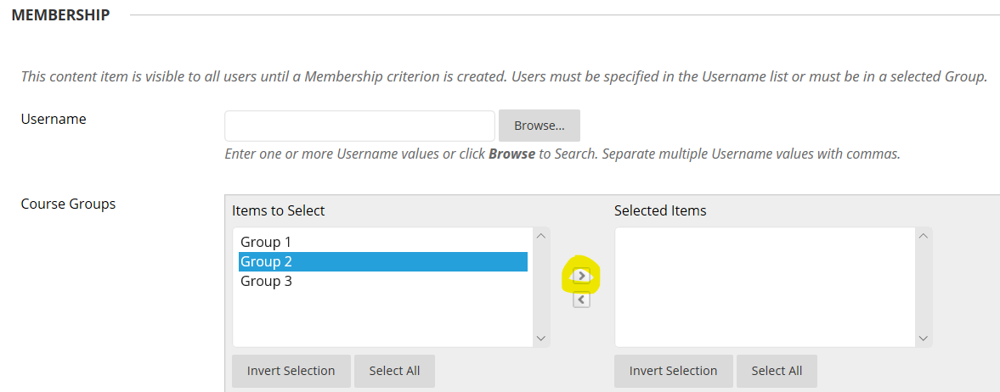 MEMBERSHIP
This content item is visible to all users until a Membership criterion is created. Users must be specified in the Username list or must be in a selected Group.
Username
Browse...
Enter one or more Username values or click Browse to Search. Separate multiple Username values with commas.
Course Groups
Items to Select
Selected Items
Group 1
Group 2
Group 3
Invert Selection
Select All
Invert Selection
Select All